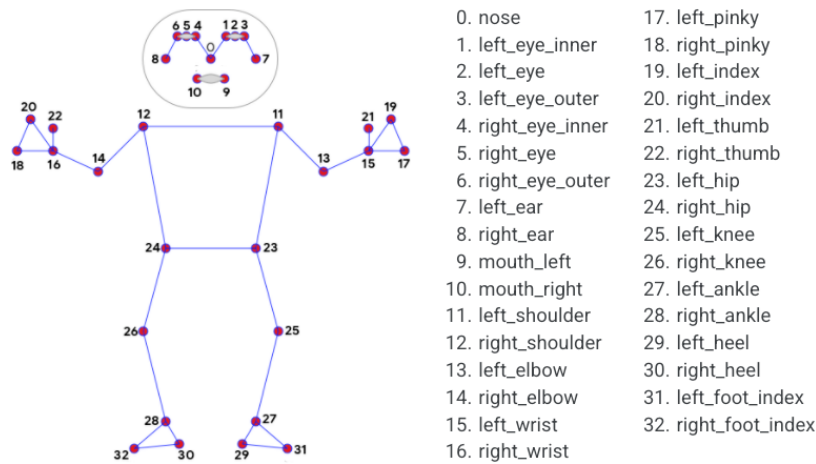 6 5 4 1 2 3
0
8 7
10 9
20 22 12 11 21 19
18 16 14 13 15 17
24 23
26 25
28 27
32 30 29 31
0. nose
1. left_eye_inner
2. left_eye
3. left_eye_outer
4. right_eye_inner
5. right_eye
6. right_eye_outer
7. left_ear
8. right_ear
9. mouth_left
10. mouth_right
11. left_shoulder
12. right_shoulder
13. left_elbow
14. right_elbow
15. left_wrist
16. right_wrist
17. left_pinky
18. right_pinky
19. left_index
20. right_index
21. left_thumb
22. right_thumb
23. left_hip
24. right_hip
25. left_knee
26. right_knee
27. left_ankle
28. right_ankle
29. left_heel
30. right_heel
31. left_foot_index
32. right_foot_index